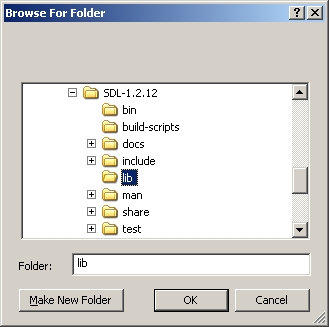 Browse For Folder
SDL-1.2.12
bin
build-scripts
docs
include
lib
man
share
test
Folder: lib
Make New Folder OK Cancel